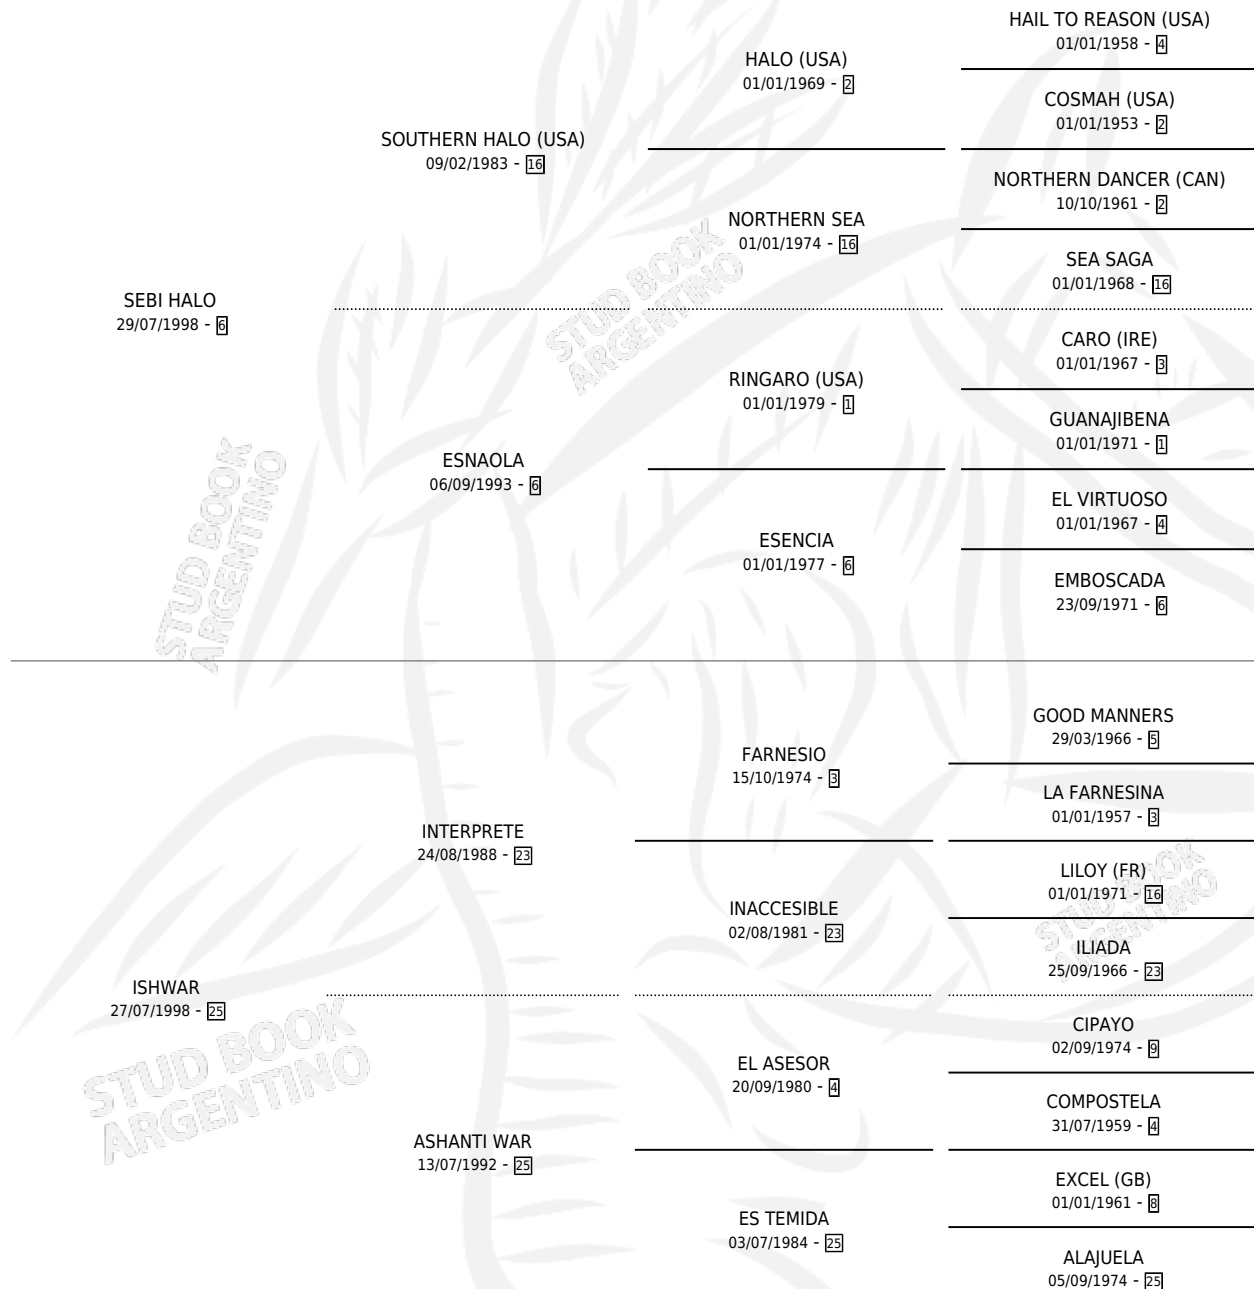 HAIL TO REASON (USA)
01/01/1958 - 4
HALO (USA)
01/01/1969 - 2
COSMAH (USA)
01/01/1953 - 2
SOUTHERN HALO (USA)
09/02/1983 - 16
NORTHERN DANCER (CAN)
10/10/1961 - 2
NORTHERN SEA
01/01/1974 - 16
SEA SAGA
01/01/1968 - 16
SEBI HALO
29/07/1998 - 6
CARO (IRE)
01/01/1967 - 3
RINGARO (USA)
01/01/1979 - 1
GUANAJIBENA
01/01/1971 - 1
ESNAOLA
06/09/1993 - 6
EL VIRTUOSO
01/01/1967 - 4
ESENCIA
01/01/1977 - 6
EMBOSCADA
23/09/1971 - 6
STUD BOOK
ARGENTINO
STUD BOOK
ARGENTINO
GOOD MANNERS
29/03/1966 - 5
FARNESIO
15/10/1974 - 3
LA FARNESINA
01/01/1957 - 3
INTERPRETE
24/08/1988 - 23
LILOY (FR)
01/01/1971 - 16
INACCESIBLE
02/08/1981 - 23
ILIADA
25/09/1966 - 23
STUD BOOK
ARGENTINO
ISHWAR
27/07/1998 - 25
CIPAYO
02/09/1974 - 9
EL ASESOR
20/09/1980 - 4
COMPOSTELA
31/07/1959 - 4
STUD BOOK
ARGENTINO
ASHANTI WAR
13/07/1992 - 25
EXCEL (GB)
01/01/1961 - 8
ES TEMIDA
03/07/1984 - 25
ALAJUELA
05/09/1974 - 25